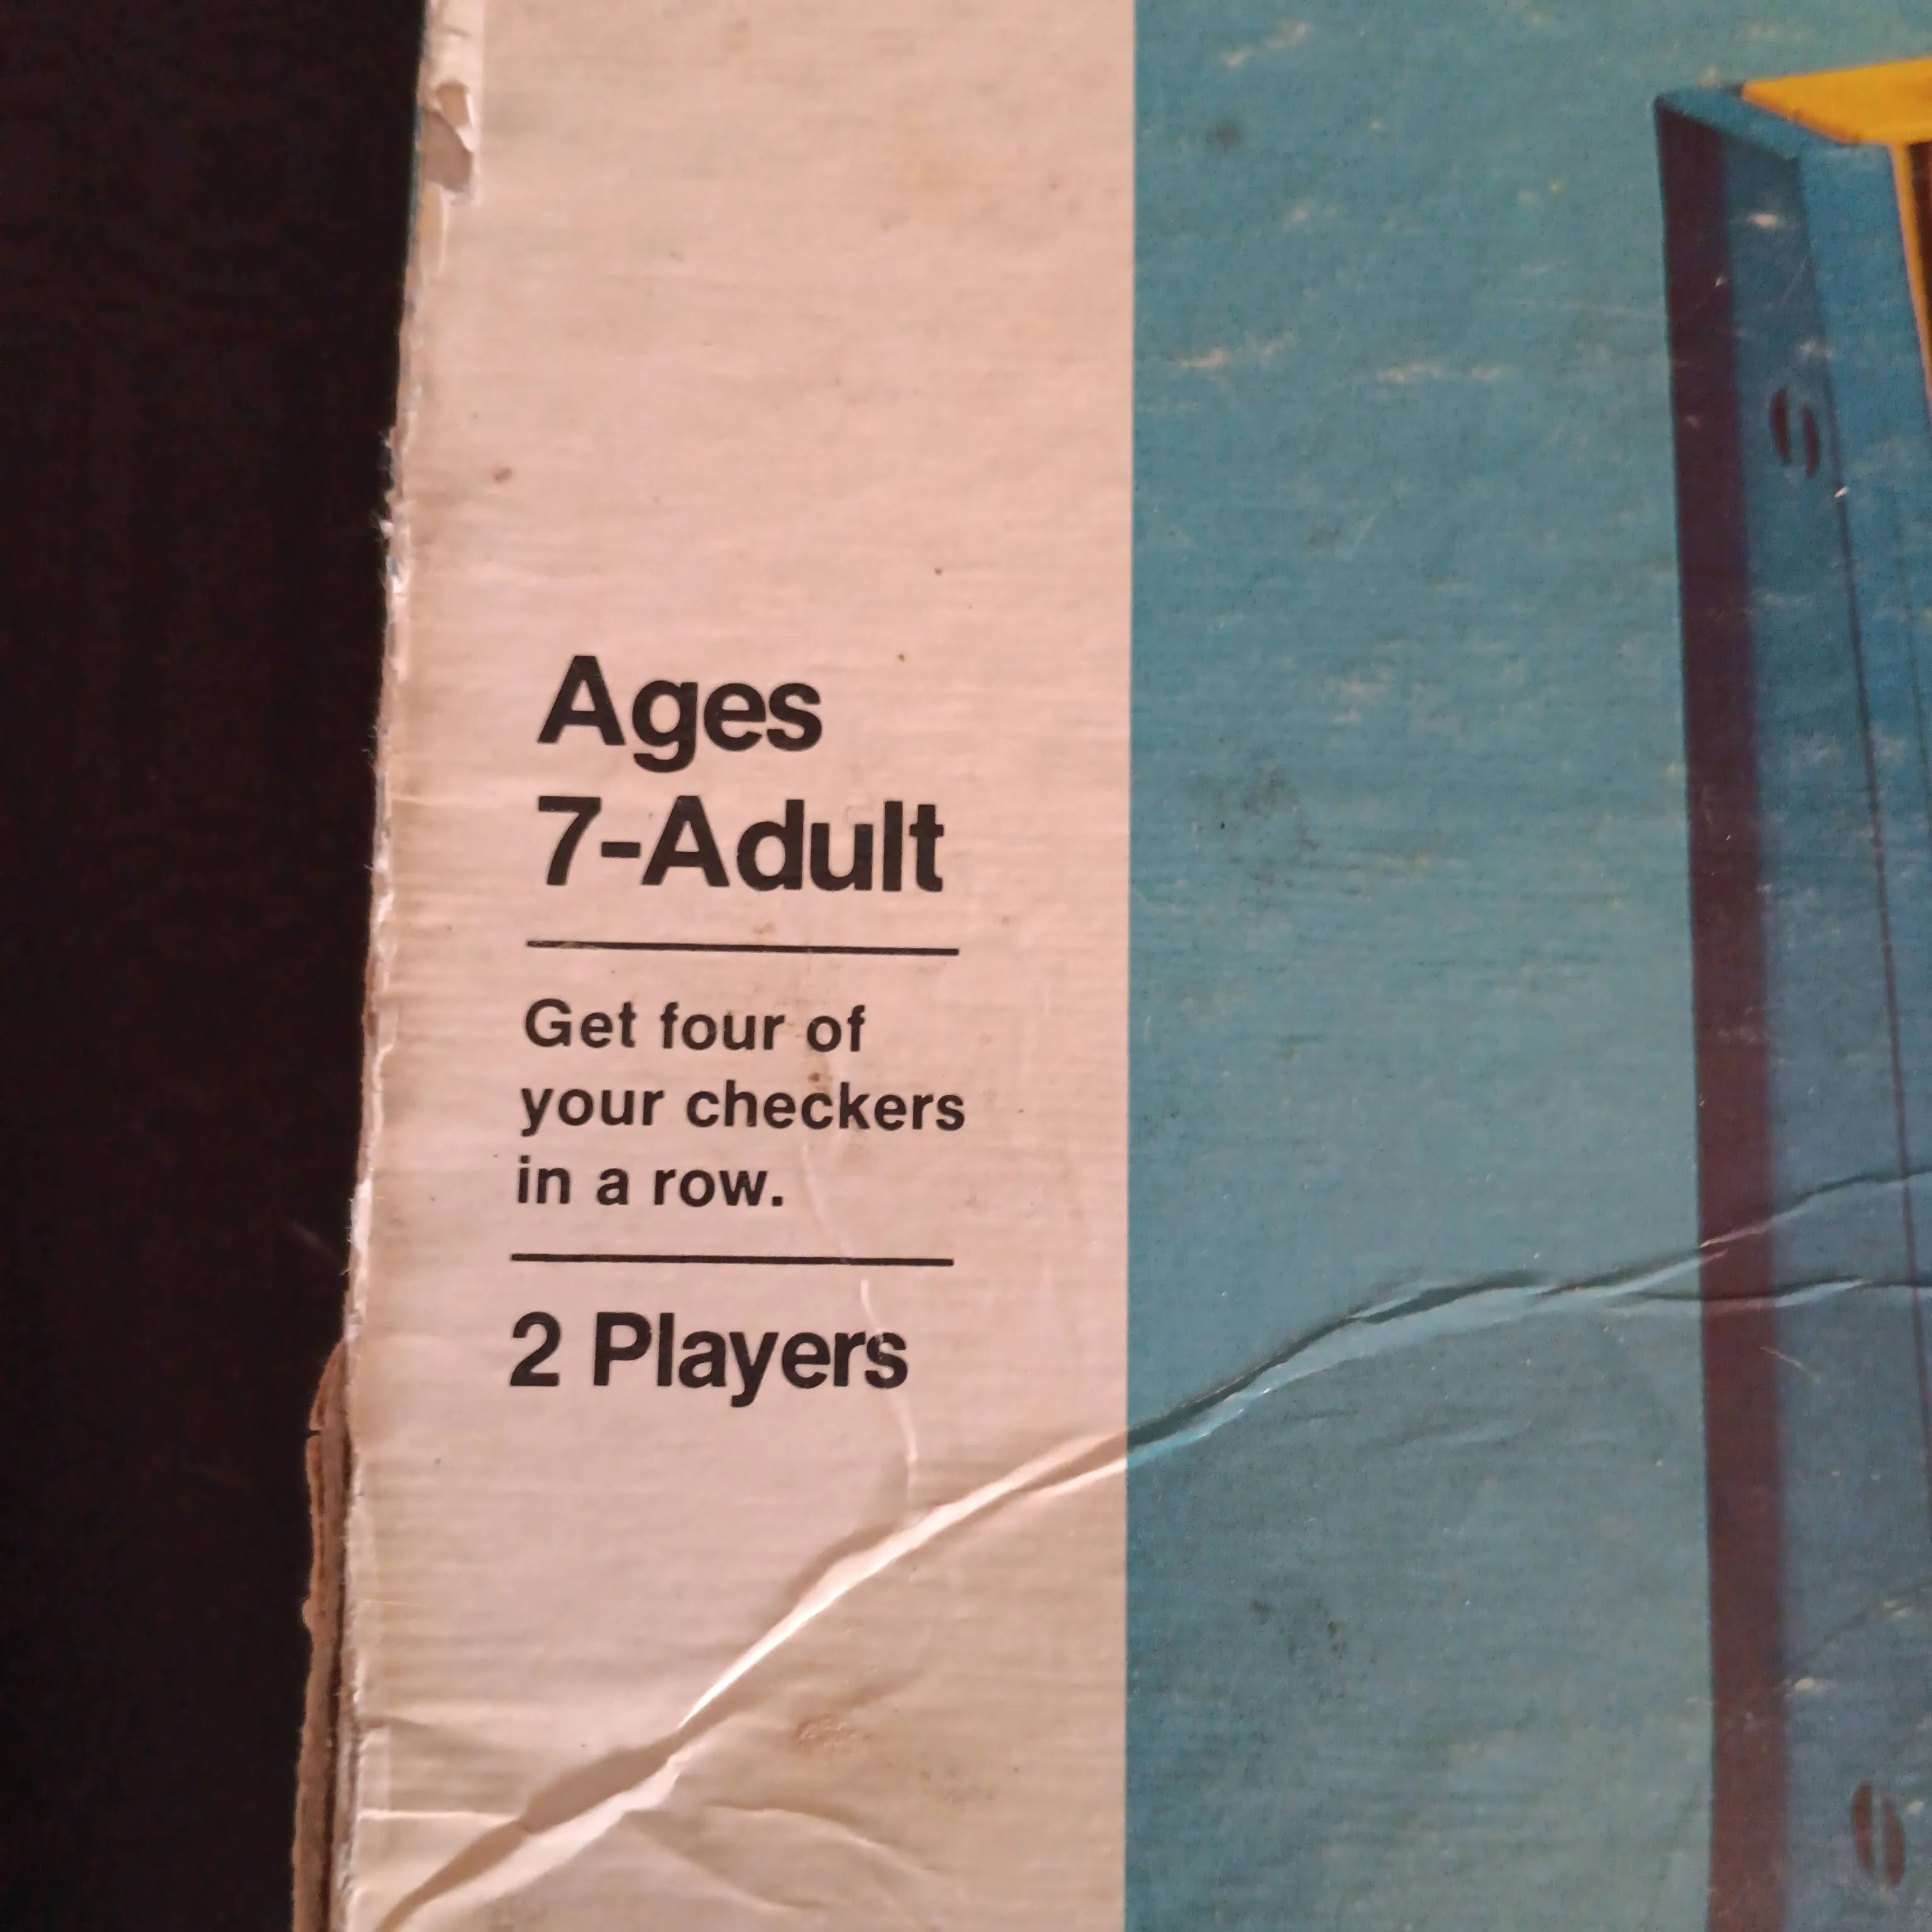 Ages
7-Adult
Get four of
your checkers
in a row.
2 Players